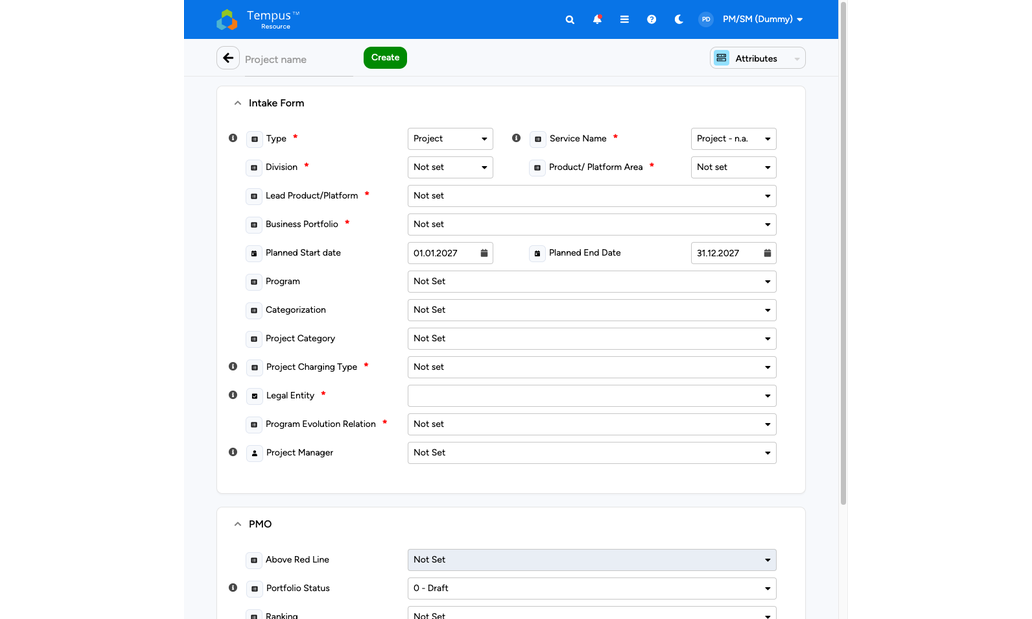 Tempus™
Resource
PD
PM/SM (Dummy)
Project name
Create
Attributes
Intake Form
Type *
Project
Service Name *
Project - n.a.
Division *
Not set
Product/ Platform Area *
Not set
Lead Product/Platform *
Not set
Business Portfolio *
Not set
Planned Start date
01.01.2027
Planned End Date
31.12.2027
Program
Not Set
Categorization
Not Set
Project Category
Not Set
Project Charging Type *
Not set
Legal Entity *
Program Evolution Relation *
Not set
Project Manager
Not Set
PMO
Above Red Line
Not Set
Portfolio Status
0 - Draft
Ranking
Not Set